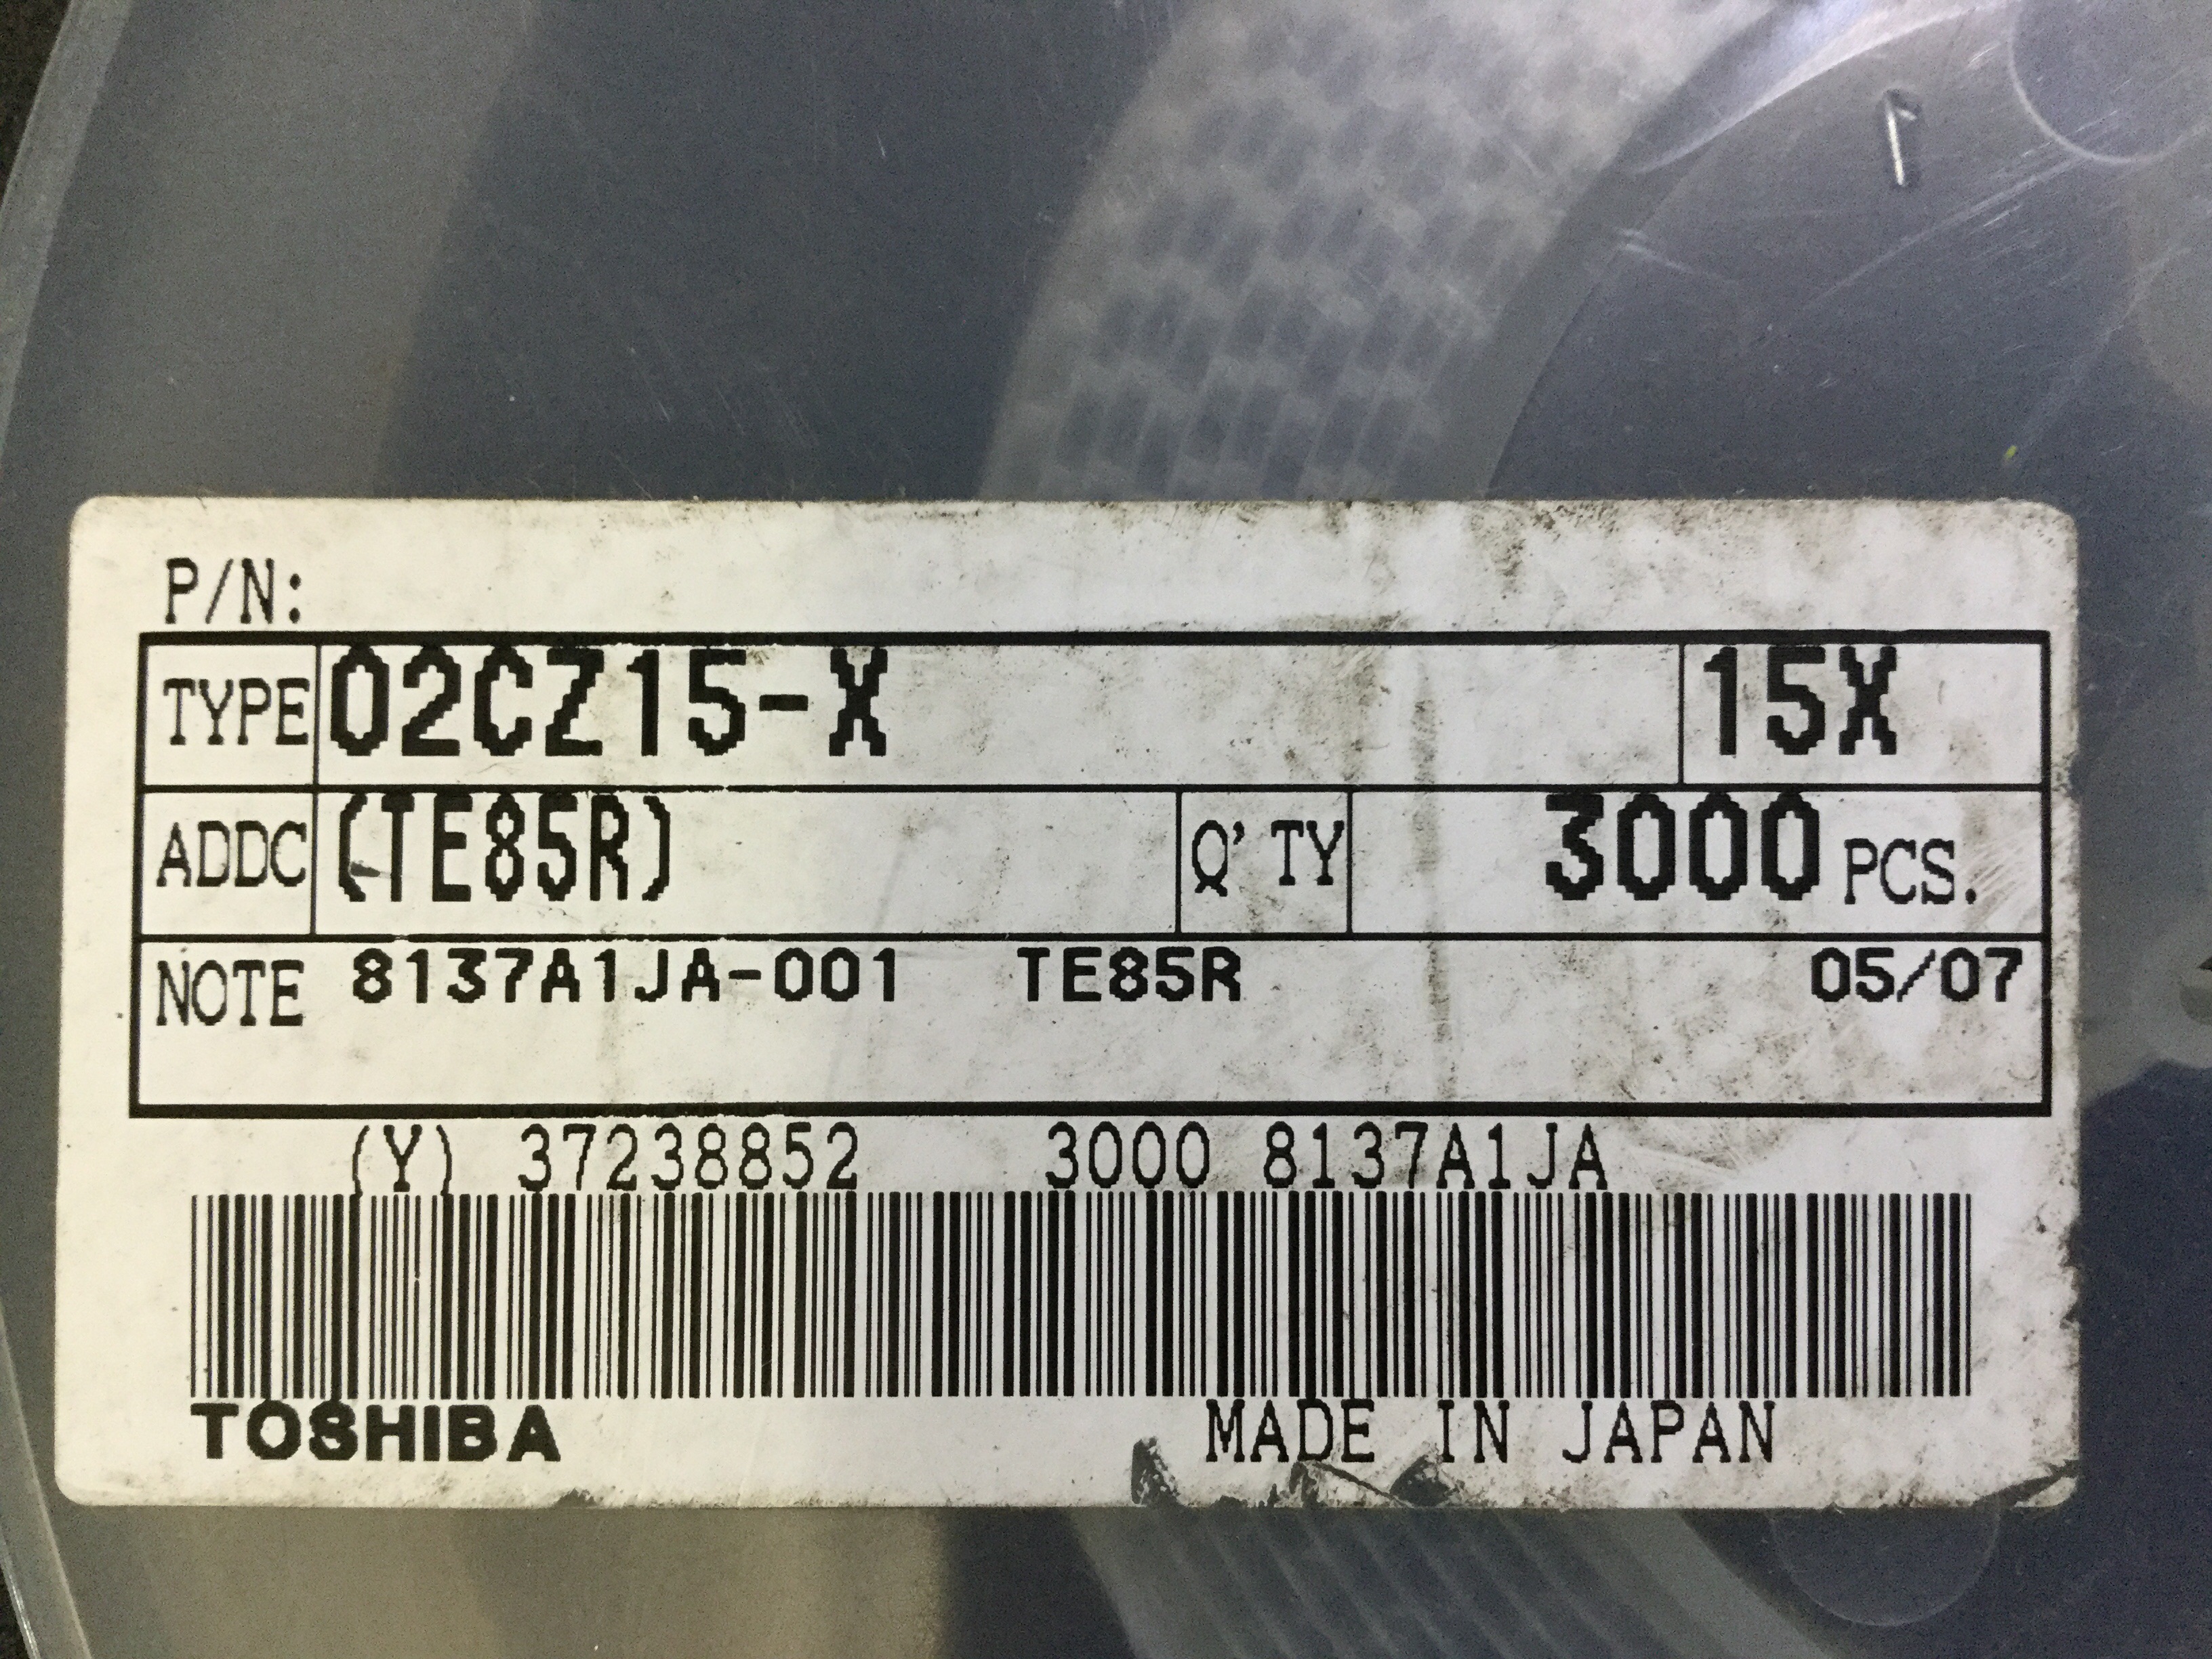 P/N:
TYPE 02CZ15-X 15X
ADDC (TE85R) Q'TY 3000 PCS.
NOTE 8137A1JA-001 TE85R 05/07
(Y) 37238852 3000 8137A1JA
TOSHIBA MADE IN JAPAN